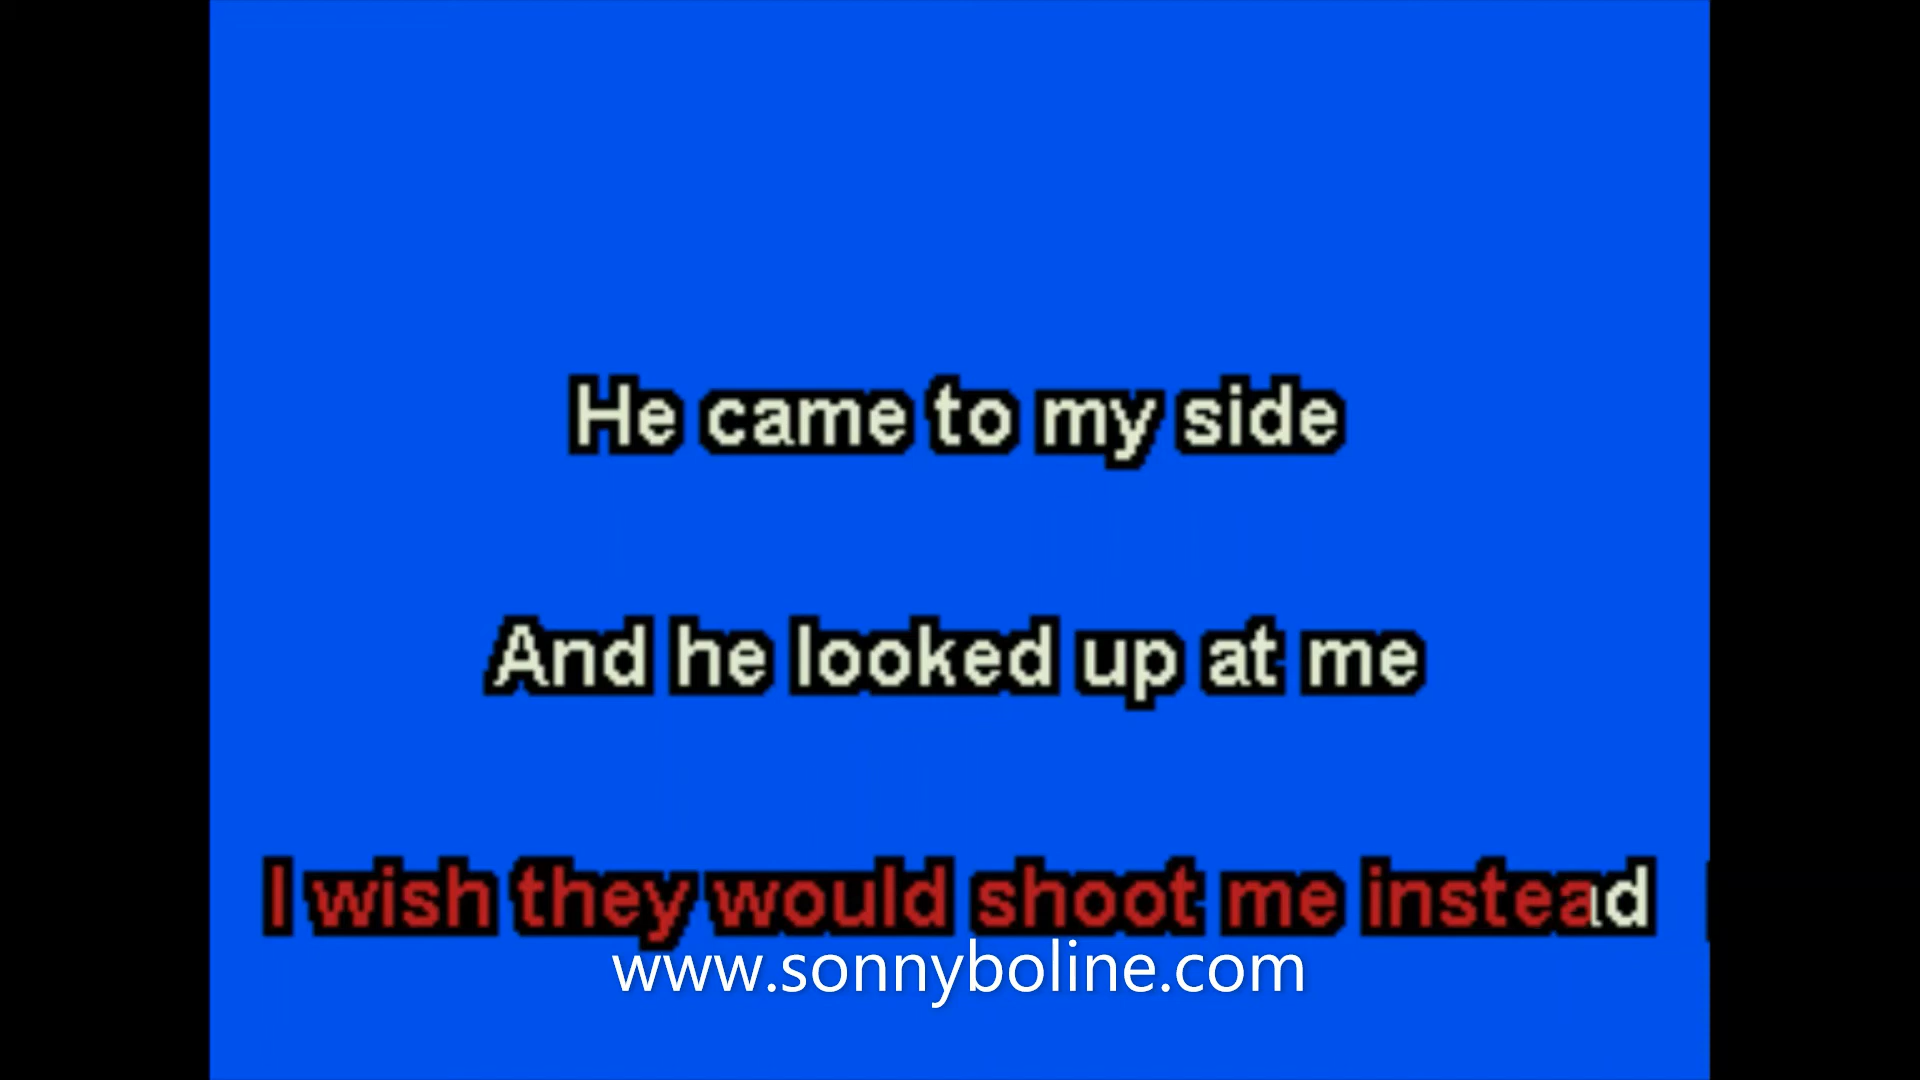 He came to my side
And he looked up at me
I wish they would shoot me instead
www.sonnyboline.com